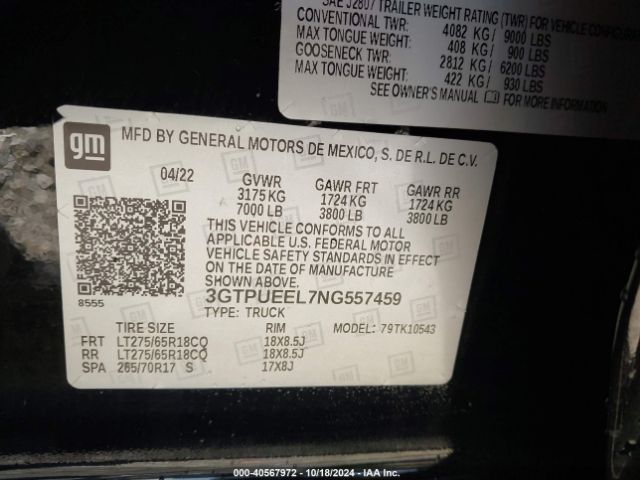 SAE J2807 TRAILER WEIGHT RATING (TWR) FOR VEHICLE
CONVENTIONAL TWR: 4082 KG/ 9000 LBS
MAX TONGUE WEIGHT: 408 KG/ 900 LBS
GOOSENECK TWR: 2812 KG/ 6200 LBS
MAX TONGUE WEIGHT: 422 KG/ 930 LBS
SEE OWNER'S MANUAL FOR MORE INFORMATION
gm MFD BY GENERAL MOTORS DE MEXICO, S. DE R.L. DE C.V.
04/22 GVWR GAWR FRT GAWR RR
3175 KG 1724 KG 1724 KG
7000 LB 3800 LB 3800 LB
THIS VEHICLE CONFORMS TO ALL
APPLICABLE U.S. FEDERAL MOTOR
VEHICLE SAFETY STANDARDS IN
EFFECT ON THE DATE OF MANUFACTURE
SHOWN ABOVE.
8555 3GTPUEEL7NG557459
TYPE: TRUCK
TIRE SIZE RIM MODEL: 79TK10543
FRT LT275/65R18CQ 18X8.5J
RR LT275/65R18CQ 18X8.5J
SPA 265/70R17 S 17X8J
© 000-40567972 | 10/18/2024 | IAA Inc.